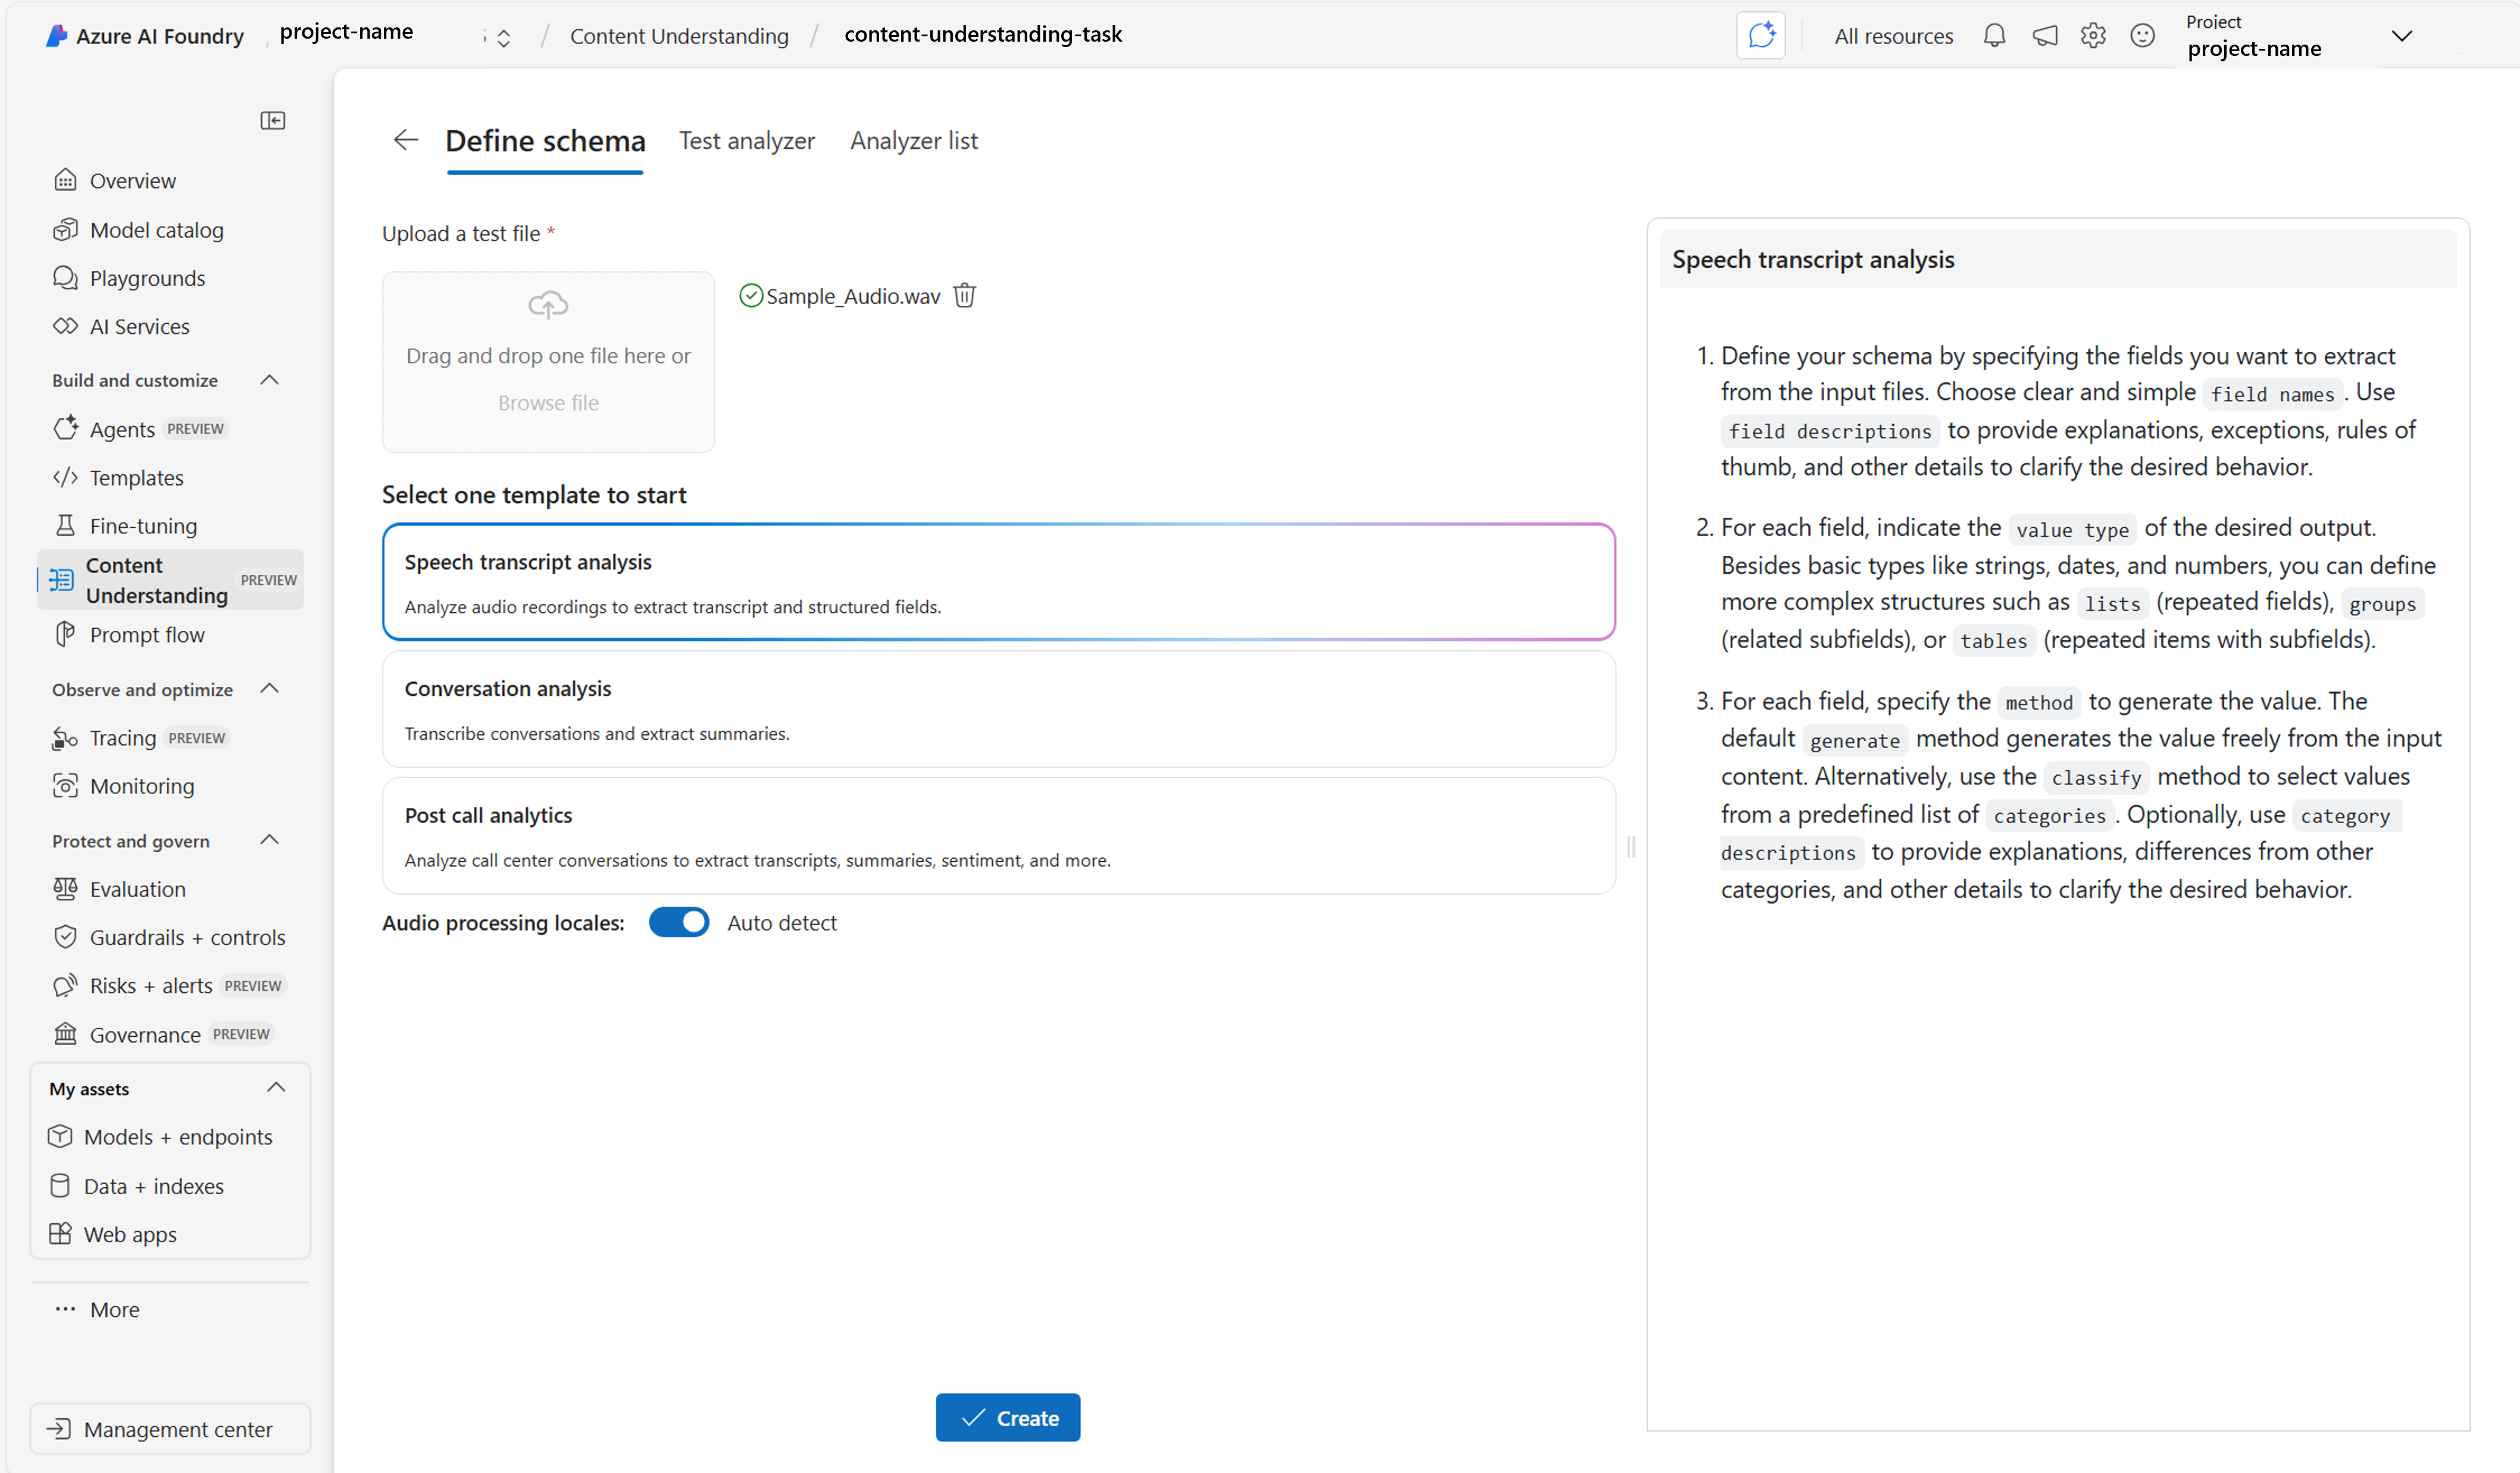 Azure AI Foundry
project-name
Content Understanding
content-understanding-task
All resources
Project
project-name
Overview
Model catalog
Playgrounds
AI Services
Build and customize
Agents PREVIEW
Templates
Fine-tuning
Content
Understanding PREVIEW
Prompt flow
Observe and optimize
Tracing PREVIEW
Monitoring
Protect and govern
Evaluation
Guardrails + controls
Risks + alerts PREVIEW
Governance PREVIEW
My assets
Models + endpoints
Data + indexes
Web apps
More
Management center
Define schema
Test analyzer
Analyzer list
Upload a test file *
Drag and drop one file here or
Browse file
Sample_Audio.wav
Select one template to start
Speech transcript analysis
Analyze audio recordings to extract transcript and structured fields.
Conversation analysis
Transcribe conversations and extract summaries.
Post call analytics
Analyze call center conversations to extract transcripts, summaries, sentiment, and more.
Audio processing locales: Auto detect
Create
Speech transcript analysis
1. Define your schema by specifying the fields you want to extract
from the input files. Choose clear and simple field names. Use
field descriptions to provide explanations, exceptions, rules of
thumb, and other details to clarify the desired behavior.
2. For each field, indicate the value type of the desired output.
Besides basic types like strings, dates, and numbers, you can define
more complex structures such as lists (repeated fields), groups
(related subfields), or tables (repeated items with subfields).
3. For each field, specify the method to generate the value. The
default generate method generates the value freely from the input
content. Alternatively, use the classify method to select values
from a predefined list of categories. Optionally, use category
descriptions to provide explanations, differences from other
categories, and other details to clarify the desired behavior.